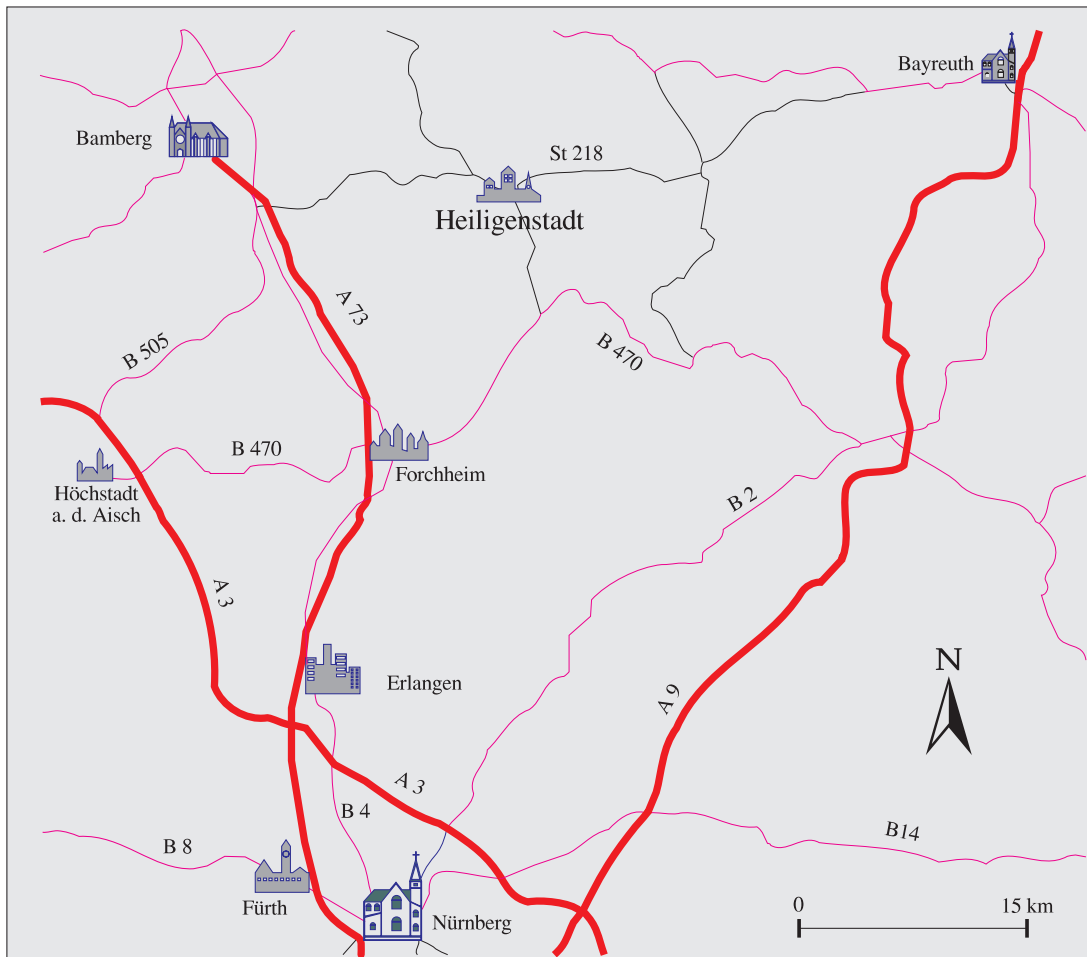 Bayreuth
Bamberg
St 218
Heiligenstadt
A 73
B 505
B 470
B 470
Forchheim
Höchstadt
a. d. Aisch
B 2
A 3
N
Erlangen
A 9
A 3
B 4
B14
B 8
Fürth
Nürnberg
0
15 km